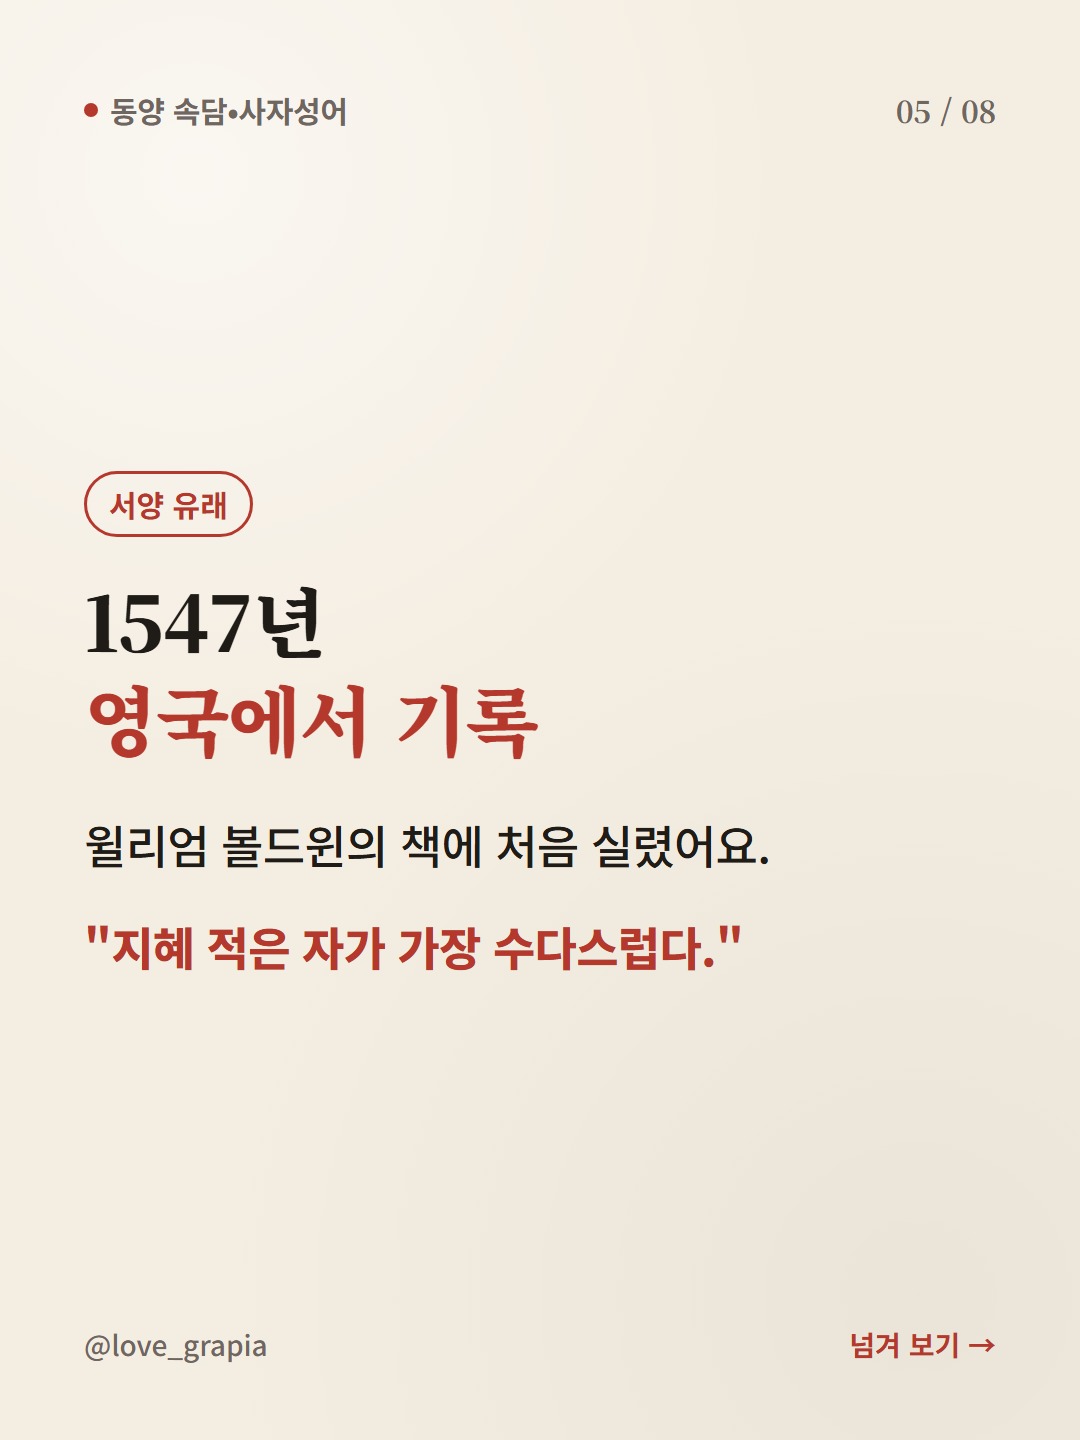 동양 속담•사자성어
05 / 08
서양 유래
1547년
영국에서 기록
윌리엄 볼드윈의 책에 처음 실렸어요.
"지혜 적은 자가 가장 수다스럽다."
@love_grapia
넘겨 보기 →